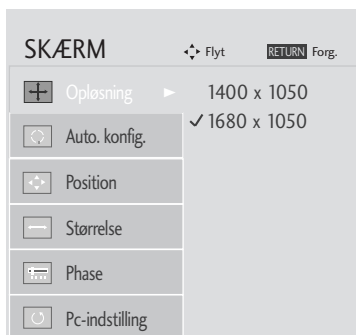 SKÆRM
Flyt RETURN Forg.
Opløsning
1400 x 1050
1680 x 1050
Auto. konfig.
Position
Størrelse
Phase
Pc-indstilling